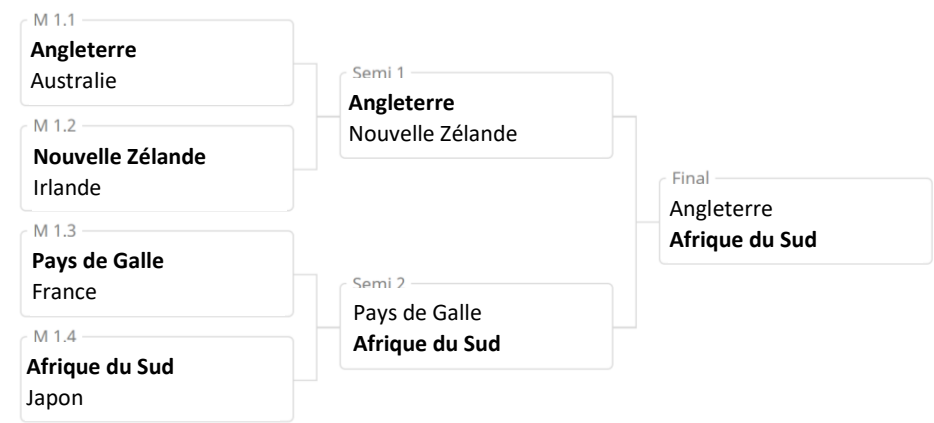 M 1.1
Angleterre
Australie
M 1.2
Nouvelle Zélande
Irlande
M 1.3
Pays de Galle
France
M 1.4
Afrique du Sud
Japon
Semi 1
Angleterre
Nouvelle Zélande
Semi 2
Pays de Galle
Afrique du Sud
Final
Angleterre
Afrique du Sud